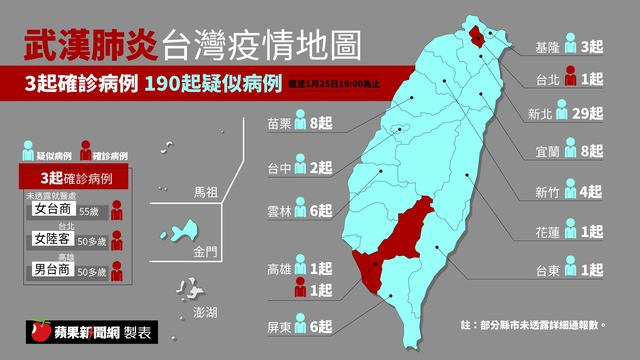 武漢肺炎台灣疫情地圖
3起確診病例 190起疑似病例 截至1月25日19:00為止
疑似病例 確診病例
3起確診病例
未透露就醫處
女台商 55歲
台北
女陸客 50多歲
高雄
男台商 50多歲
馬祖
金門
澎湖
苗栗 8起
台中 2起
雲林 6起
高雄 1起
1起
屏東 6起
基隆 3起
台北 1起
新北 29起
宜蘭 8起
新竹 4起
花蓮 1起
台東 1起
蘋果新聞網 製表
註：部分縣市未透露詳細通報數。